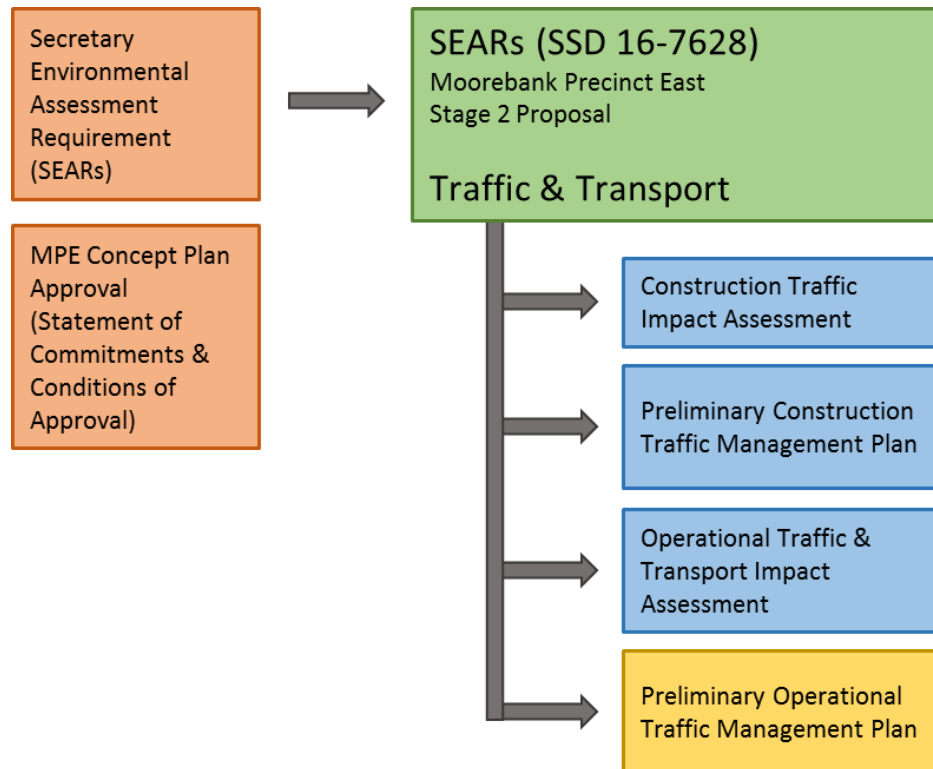 Secretary
Environmental
Assessment
Requirement
(SEARs)
MPE Concept Plan
Approval
(Statement of
Commitments &
Conditions of
Approval)
SEARs (SSD 16-7628)
Moorebank Precinct East
Stage 2 Proposal
Traffic & Transport
Construction Traffic
Impact Assessment
Preliminary Construction
Traffic Management Plan
Operational Traffic &
Transport Impact
Assessment
Preliminary Operational
Traffic Management Plan